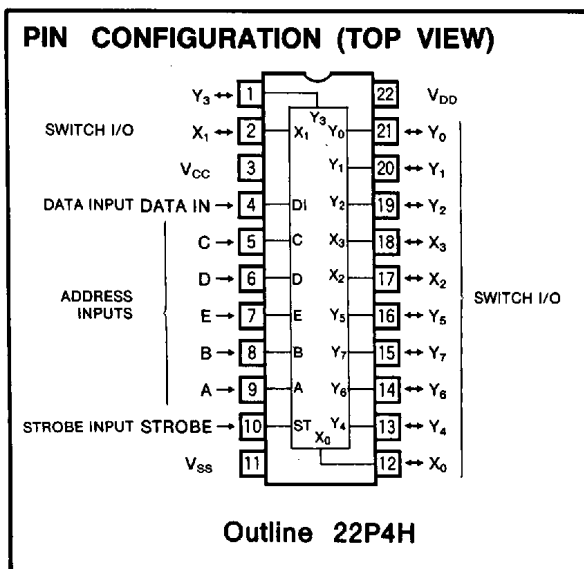 PIN CONFIGURATION (TOP VIEW)
Y3 ↔ 1 22 VDD
Y3
SWITCH I/O X1 ↔ 2 X1 Y0 21 ↔ Y0
VCC 3 Y1 20 ↔ Y1
DATA INPUT DATA IN → 4 DI Y2 19 ↔ Y2
C → 5 C X3 18 ↔ X3
D → 6 D X2 17 ↔ X2
ADDRESS INPUTS
SWITCH I/O
E → 7 E Y5 16 ↔ Y5
B → 8 B Y7 15 ↔ Y7
A → 9 A Y6 14 ↔ Y6
STROBE INPUT STROBE → 10 ST Y4 13 ↔ Y4
X0
VSS 11 12 ↔ X0
Outline 22P4H